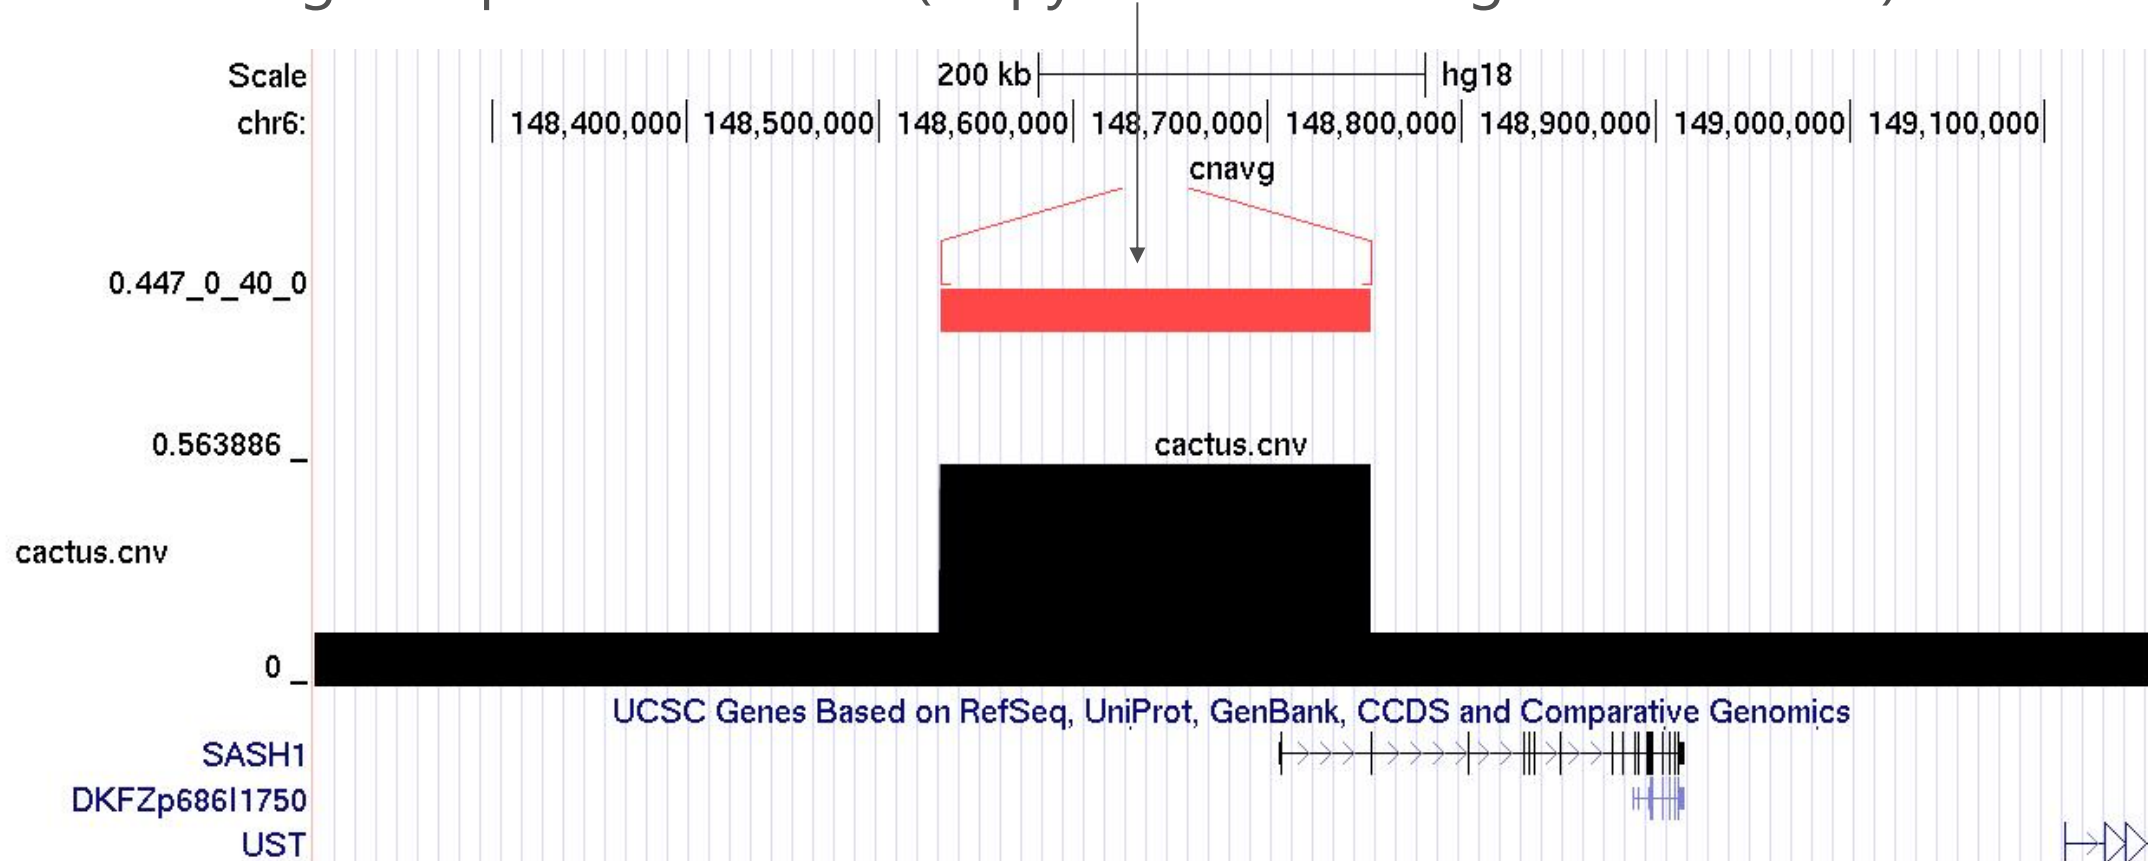 Scale 200 kb hg18
chr6: 148,400,000 148,500,000 148,600,000 148,700,000 148,800,000 148,900,000 149,000,000 149,100,000
cnavg
0.447_0_40_0
0.563886 _ cactus.cnv
cactus.cnv
0 _
UCSC Genes Based on RefSeq, UniProt, GenBank, CCDS and Comparative Genomics
SASH1
DKFZp686I1750
UST